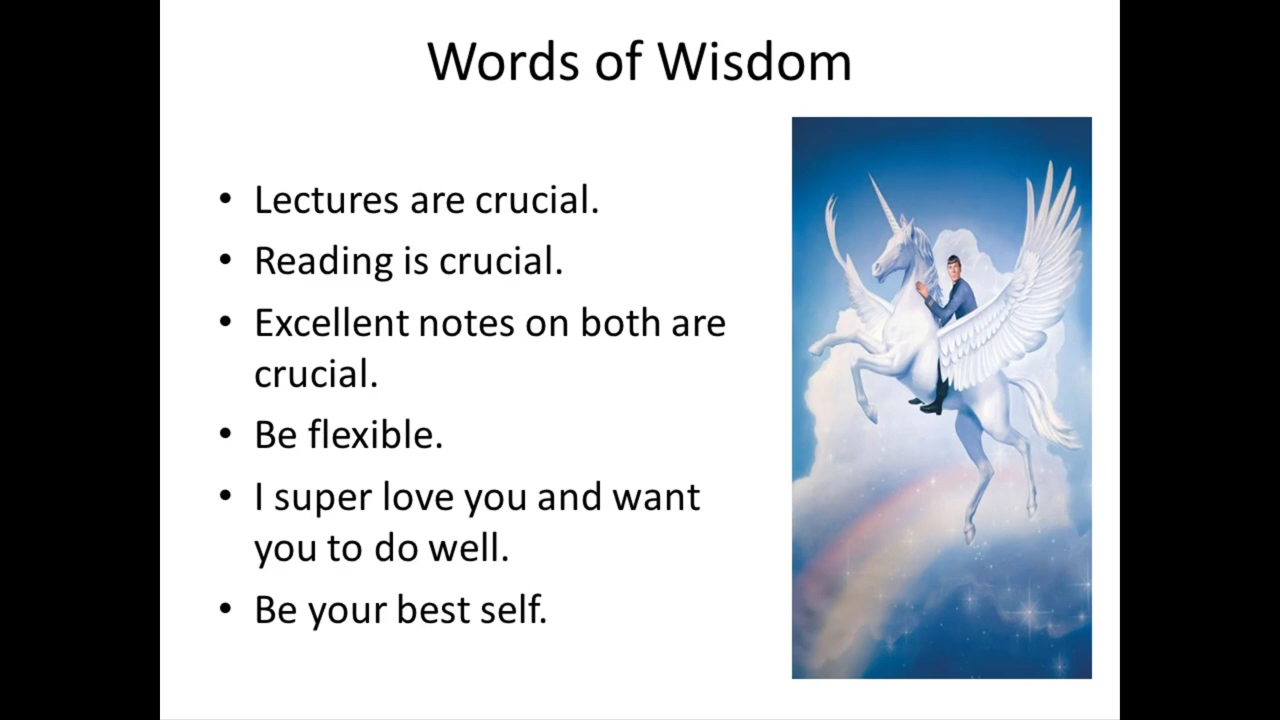 Words of Wisdom
• Lectures are crucial.
• Reading is crucial.
• Excellent notes on both are
crucial.
• Be flexible.
• I super love you and want
you to do well.
• Be your best self.